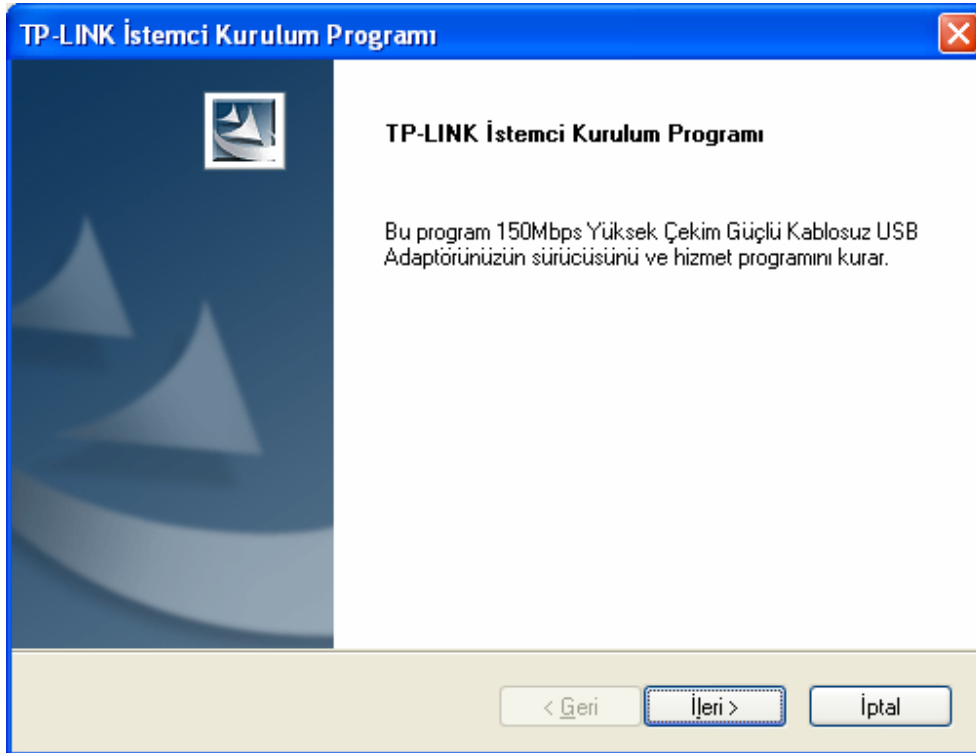 TP-LINK İstemci Kurulum Programı
TP-LINK İstemci Kurulum Programı
Bu program 150Mbps Yüksek Çekim Güçlü Kablosuz USB
Adaptörünüzün sürücüsünü ve hizmet programını kurar.
< Geri
İleri >
İptal